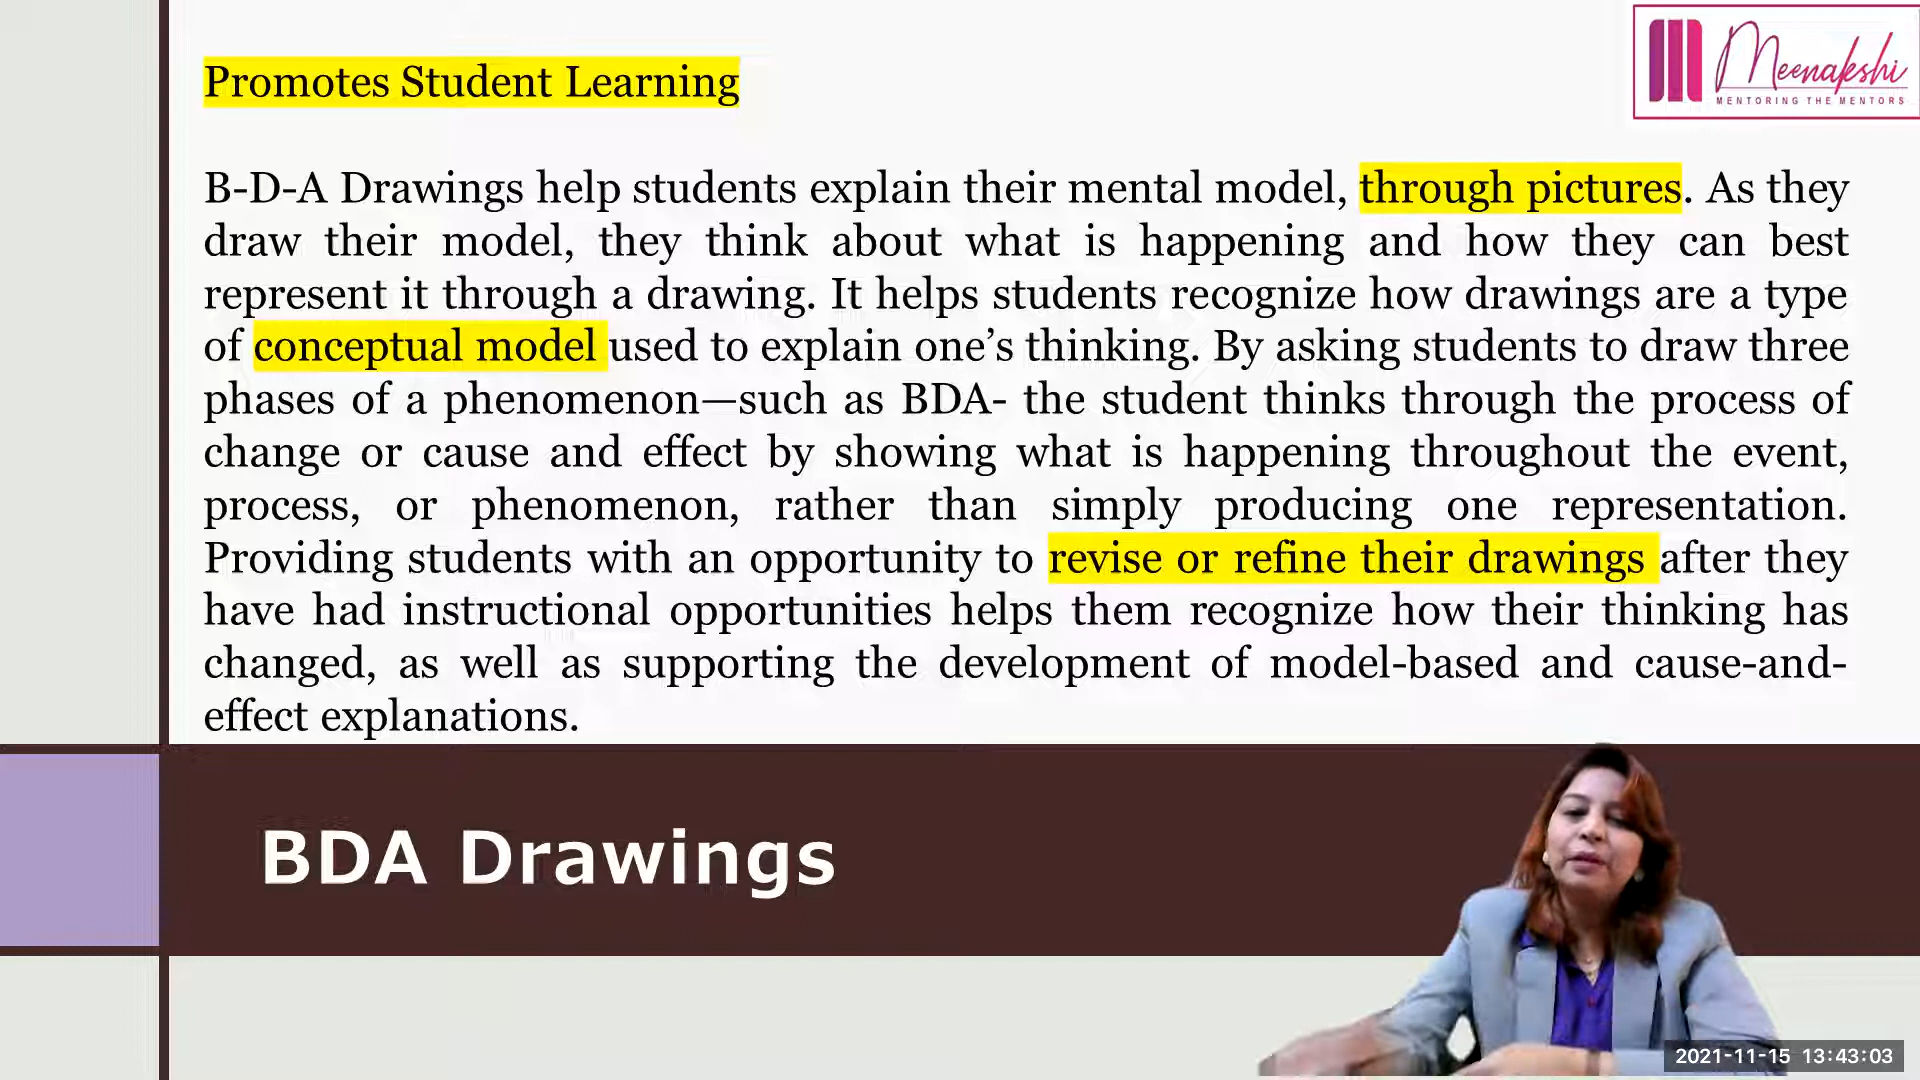 Meenakshi
MENTORING THE MENTORS
Promotes Student Learning
B-D-A Drawings help students explain their mental model, through pictures. As they
draw their model, they think about what is happening and how they can best
represent it through a drawing. It helps students recognize how drawings are a type
of conceptual model used to explain one’s thinking. By asking students to draw three
phases of a phenomenon—such as BDA- the student thinks through the process of
change or cause and effect by showing what is happening throughout the event,
process, or phenomenon, rather than simply producing one representation.
Providing students with an opportunity to revise or refine their drawings after they
have had instructional opportunities helps them recognize how their thinking has
changed, as well as supporting the development of model-based and cause-and-
effect explanations.
BDA Drawings
2021-11-15 13:43:03